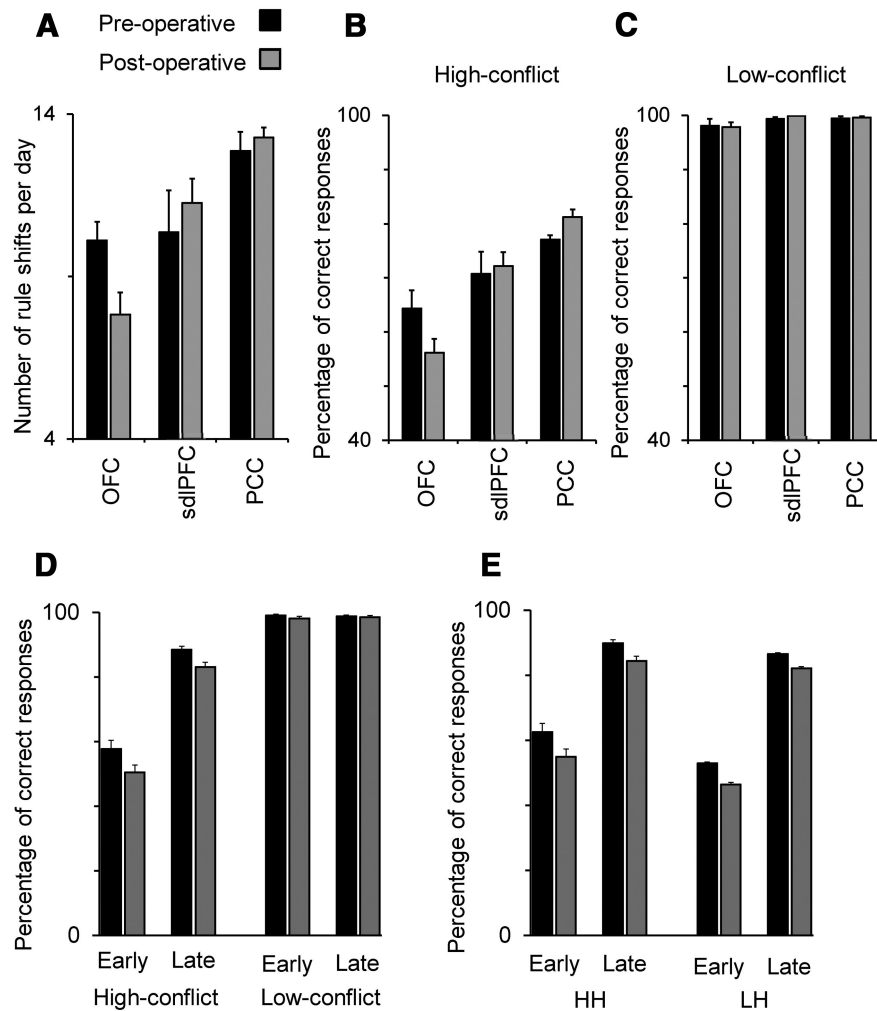 A
Pre-operative
Post-operative
14
4
Number of rule shifts per day
OFC
sdlPFC
PCC
B
High-conflict
100
40
Percentage of correct responses
OFC
sdlPFC
PCC
C
Low-conflict
100
40
Percentage of correct responses
OFC
sdlPFC
PCC
D
100
0
Percentage of correct responses
Early Late Early Late
High-conflict Low-conflict
E
100
0
Percentage of correct responses
Early Late Early Late
HH LH